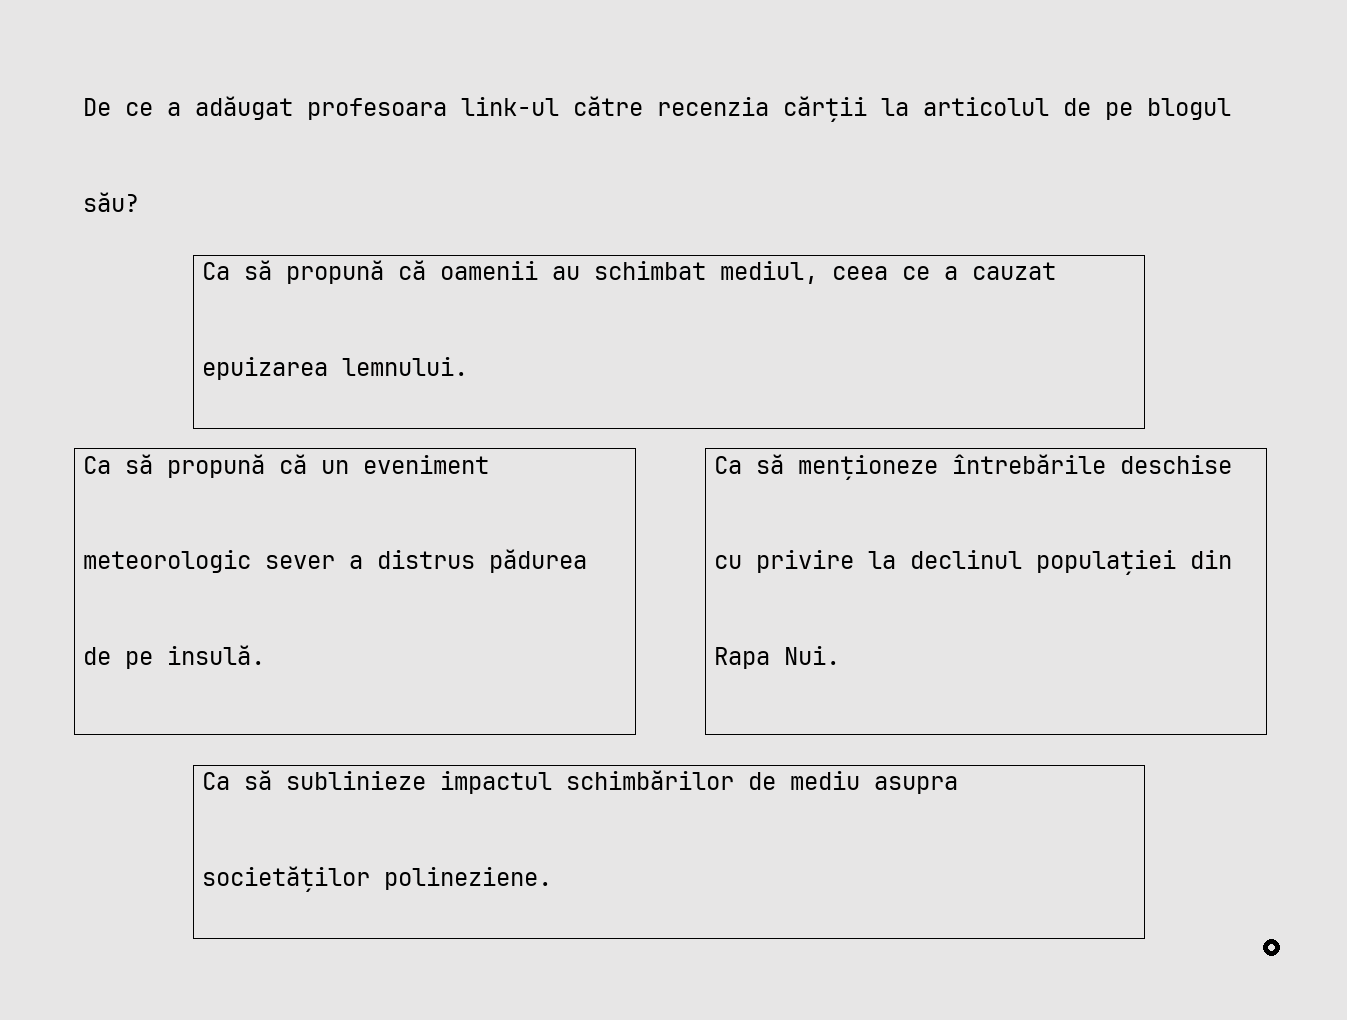 De ce a adăugat profesoara link-ul către recenzia cărții la articolul de pe blogul
său?
Ca să propună că oamenii au schimbat mediul, ceea ce a cauzat
epuizarea lemnului.
Ca să propună că un eveniment
meteorologic sever a distrus pădurea
de pe insulă.
Ca să menționeze întrebările deschise
cu privire la declinul populației din
Rapa Nui.
Ca să sublinieze impactul schimbărilor de mediu asupra
societăților polineziene.